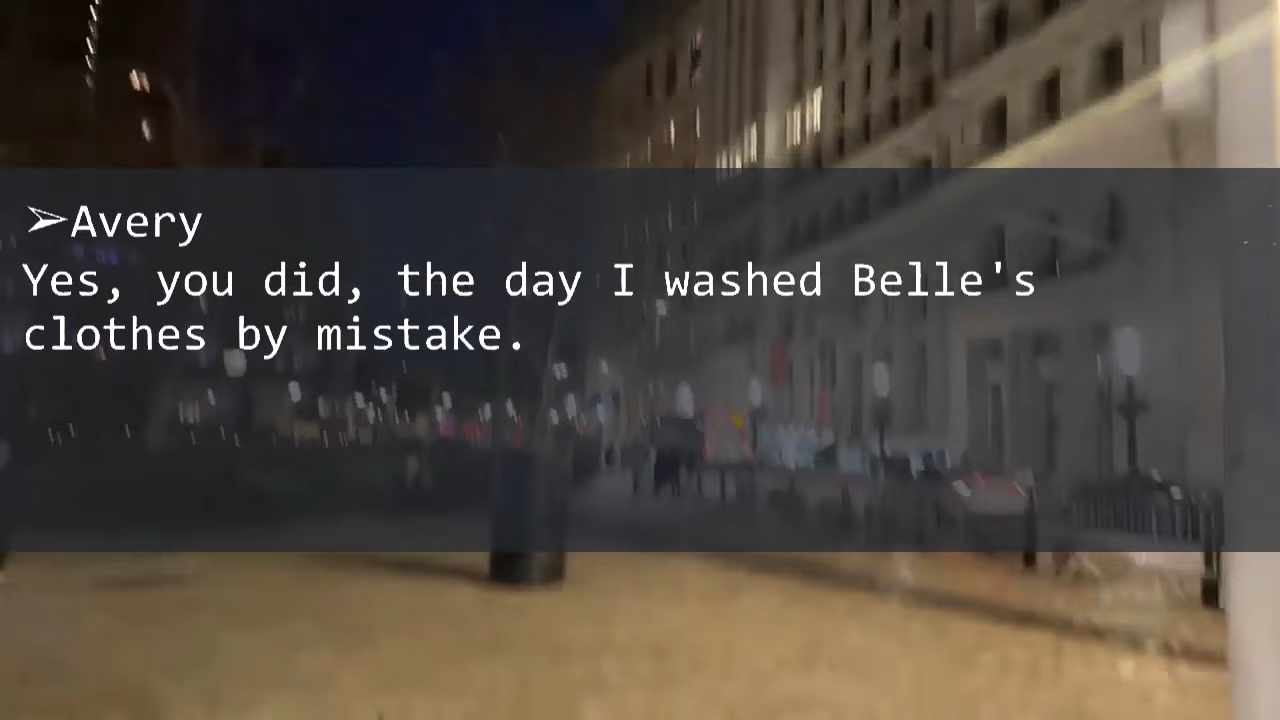 ➢Avery
Yes, you did, the day I washed Belle's
clothes by mistake.